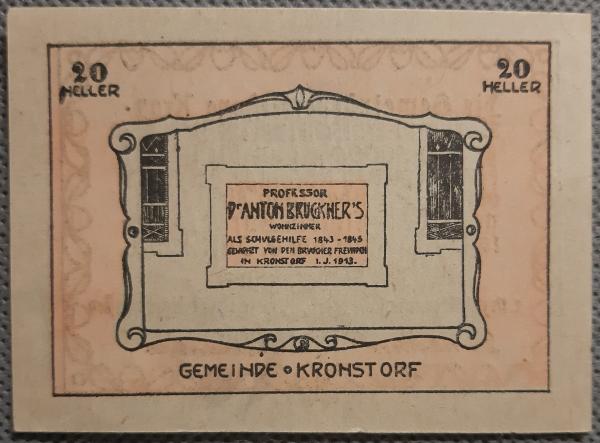 20 HELLER
20 HELLER
PROFESSOR
Dr ANTON BRUCKNER'S
WOHNZIMMER
ALS SCHULGEHILFE 1843-1845
GEWIDMET VON DEN BRUCKNER FREUNDEN
IN KRONSTORF I. J. 1913.
GEMEINDE • KRONSTORF